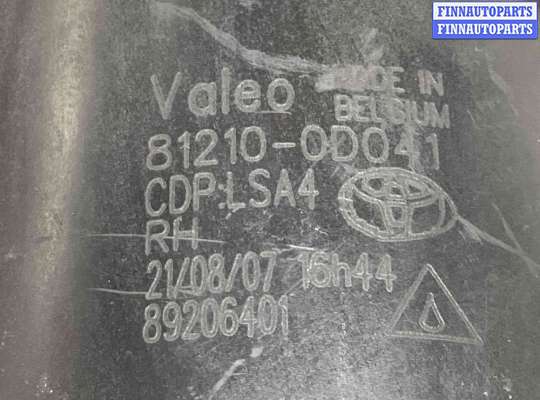 FINNAUTOPARTS
FINNAUTOPARTS
Valeo
MADE IN
BELGIUM
81210-0D041
CDP:LSA4
RH
21/08/07 16h44
89206401